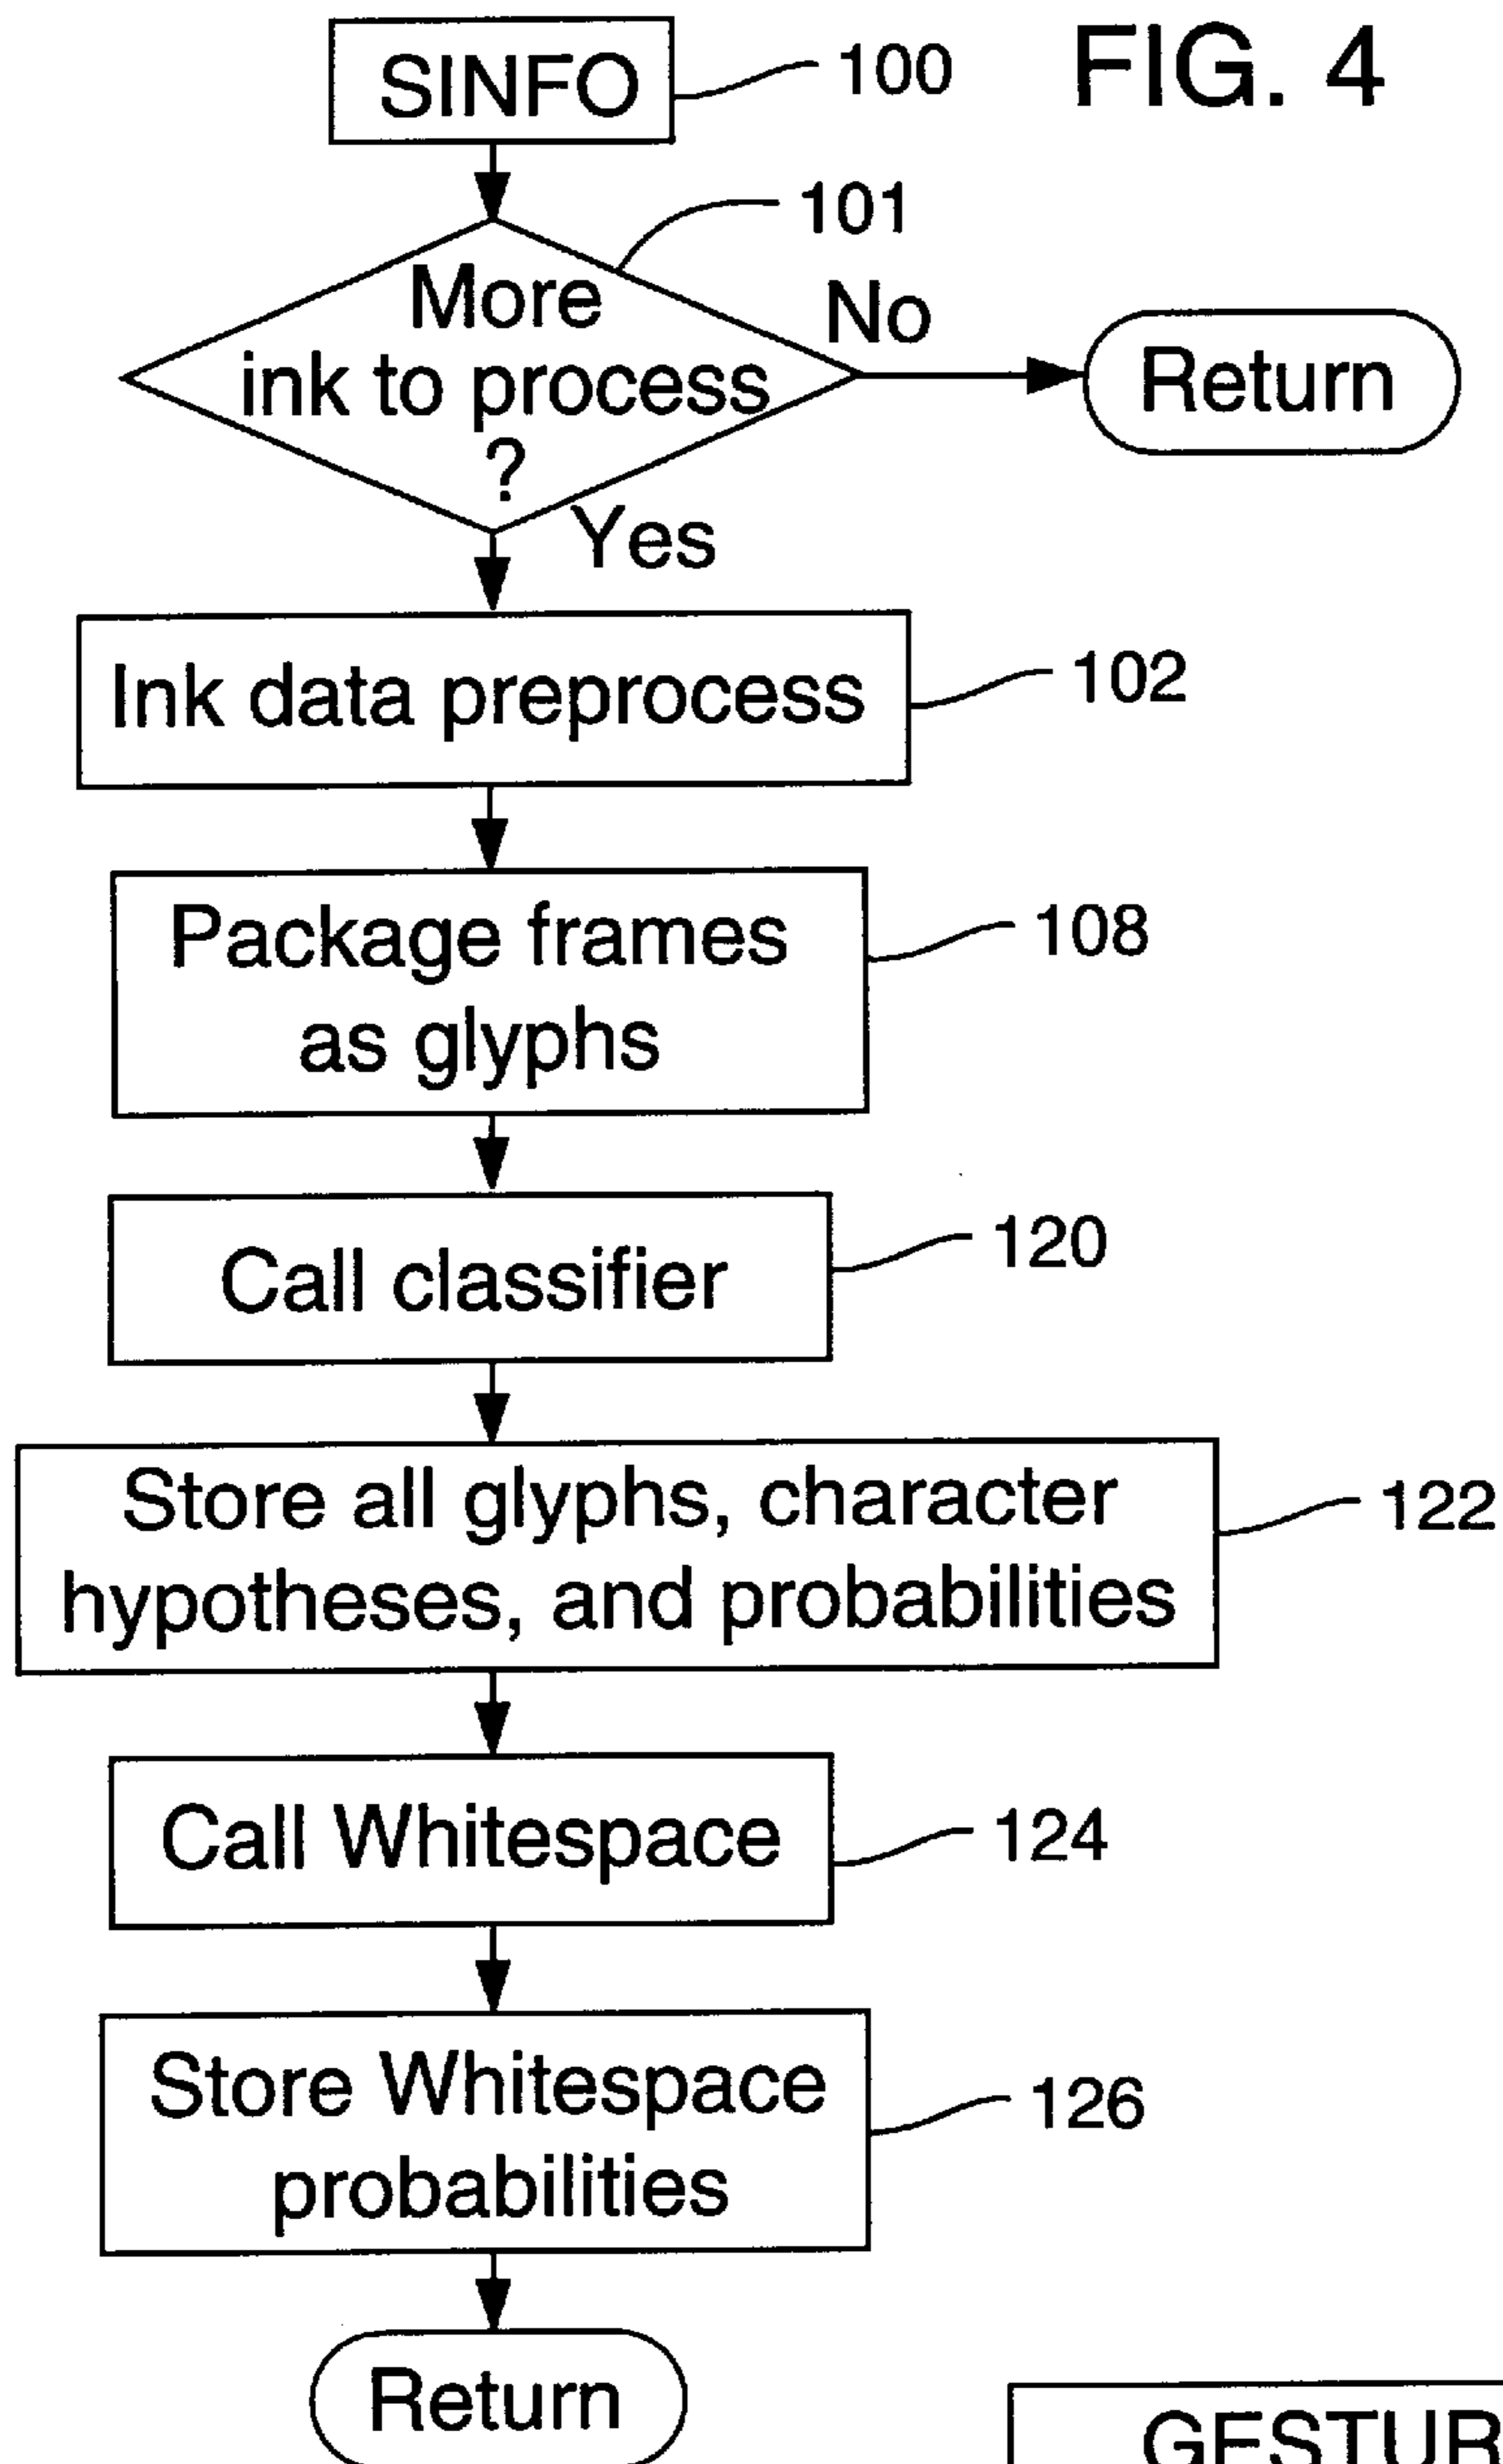 FIG. 4
SINFO
100
101
More
ink to process
?
No
Return
Yes
Ink data preprocess
102
Package frames
as glyphs
108
Call classifier
120
Store all glyphs, character
hypotheses, and probabilities
122
Call Whitespace
124
Store Whitespace
probabilities
126
Return